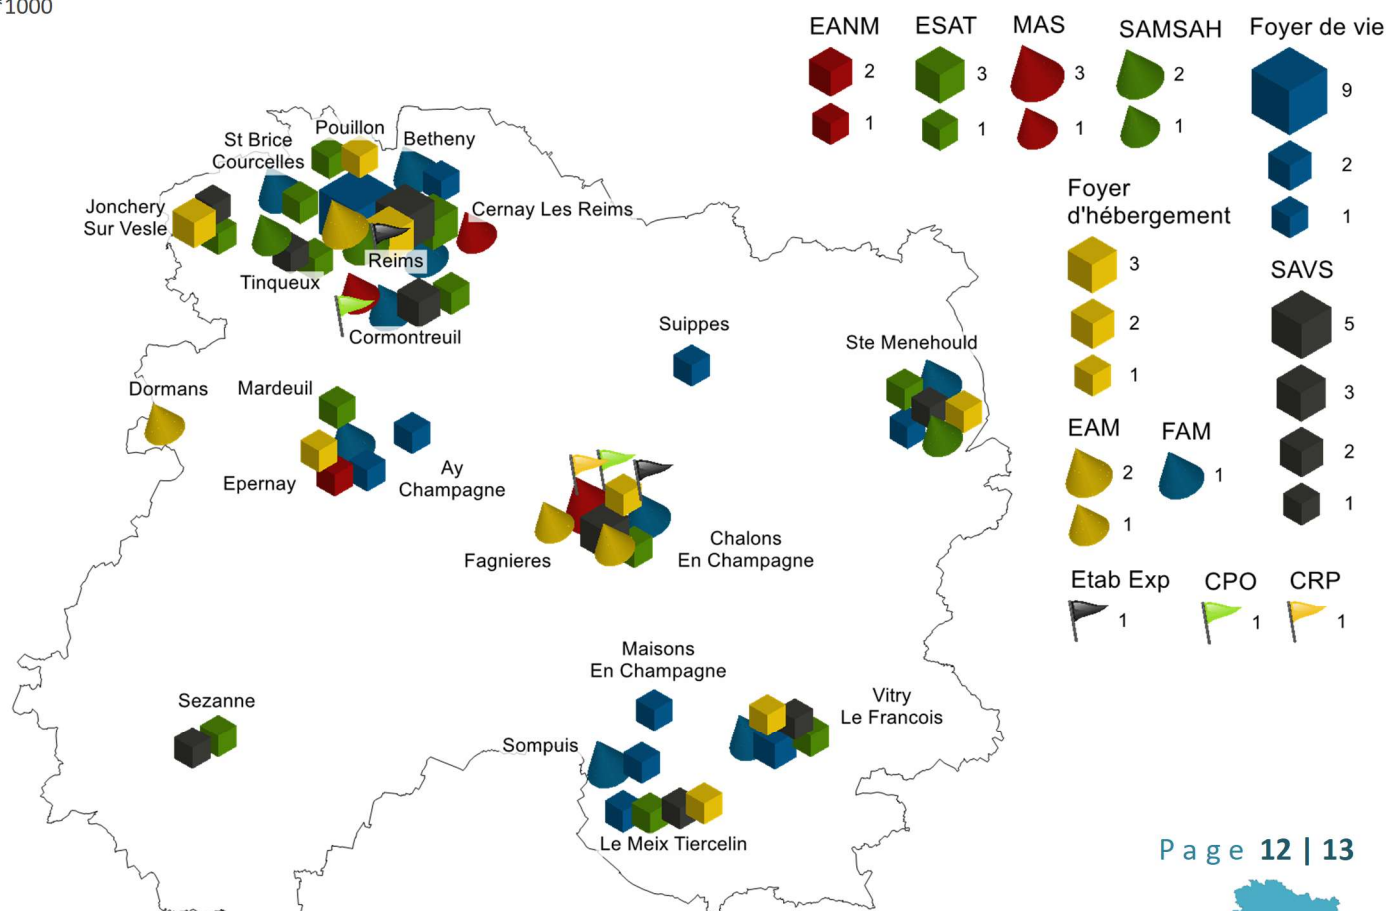 *1000
EANM
2
1
ESAT
3
1
MAS
3
1
SAMSAH
2
1
Foyer de vie
9
2
1
Foyer
d'hébergement
3
2
1
SAVS
5
3
2
1
EAM
2
1
FAM
1
Etab Exp
1
CPO
1
CRP
1
Pouillon
St Brice
Courcelles
Betheny
Jonchery
Sur Vesle
Cernay Les Reims
Reims
Tinqueux
Cormontreuil
Suippes
Ste Menehould
Dormans
Mardeuil
Epernay
Ay
Champagne
Fagnieres
Chalons
En Champagne
Maisons
En Champagne
Vitry
Le Francois
Sezanne
Sompuis
Le Meix Tiercelin
Page 12 | 13